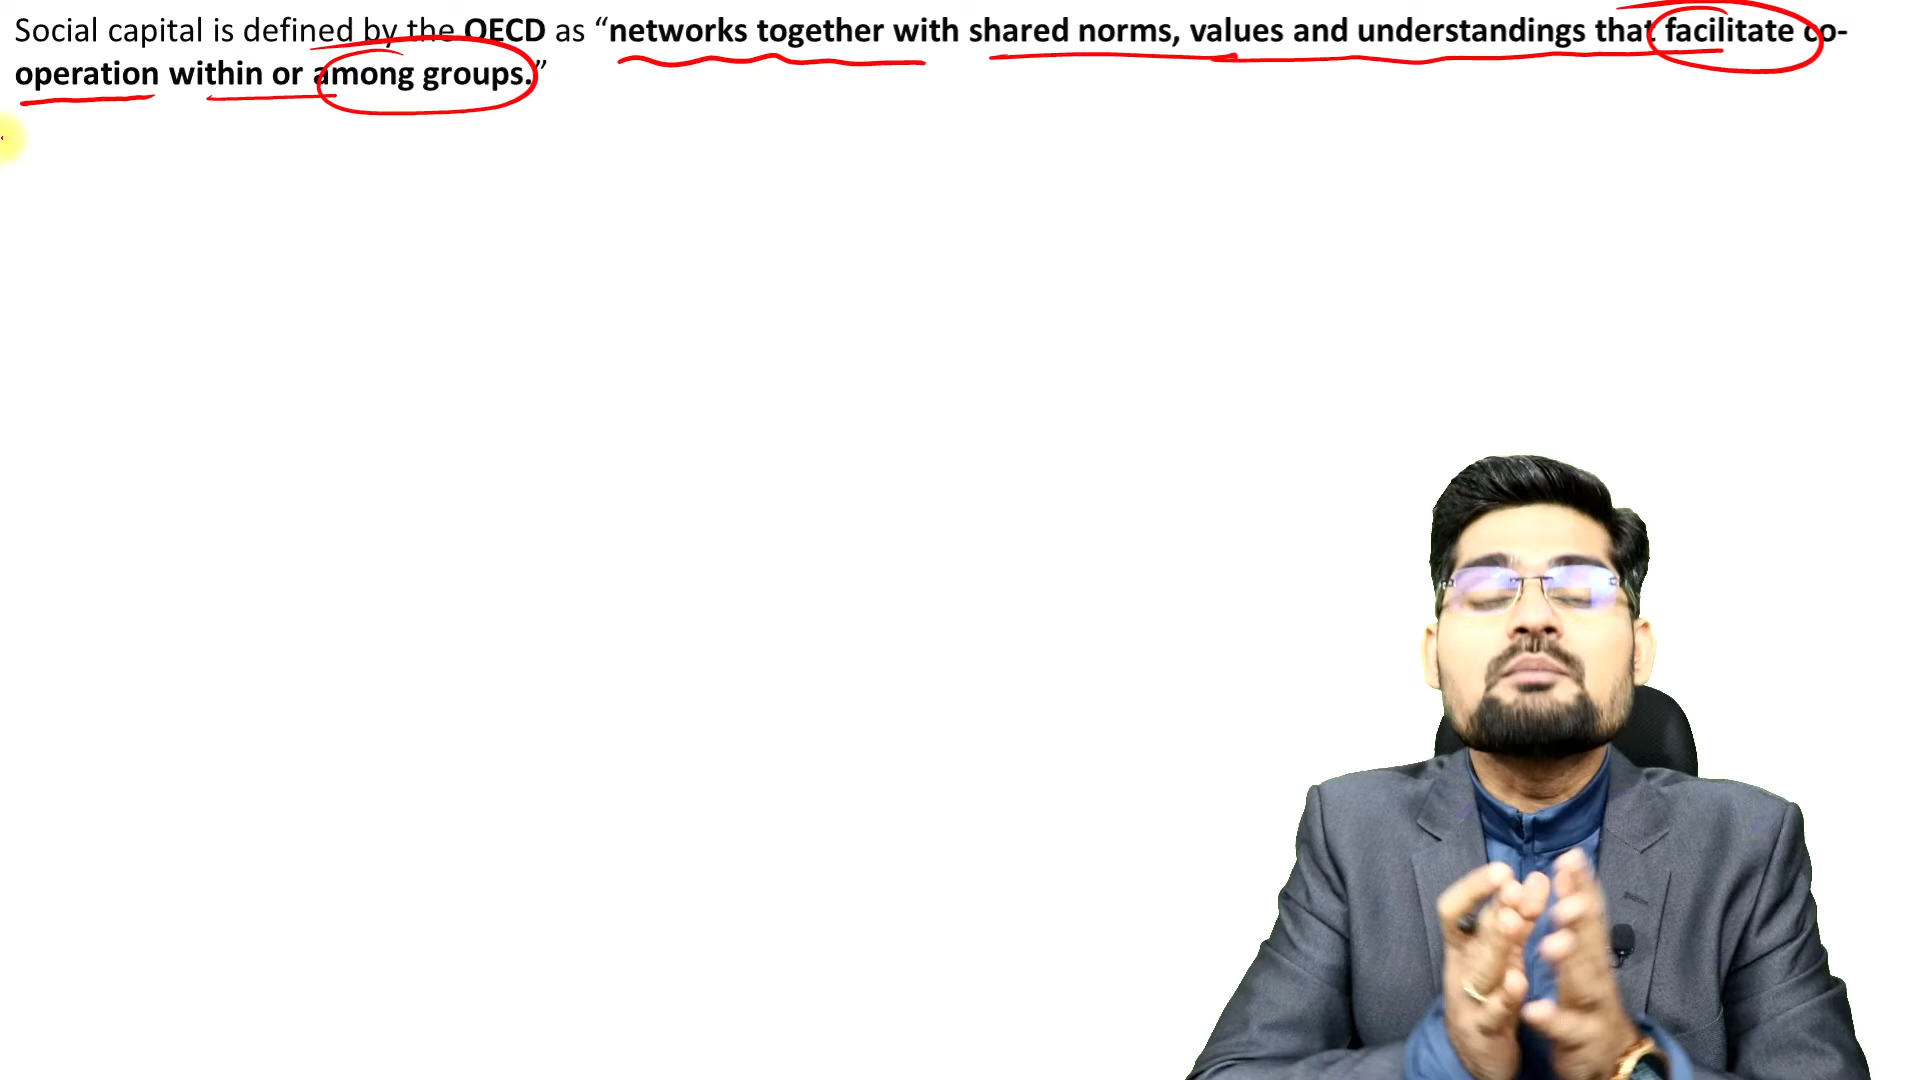 Social capital is defined by the OECD as “networks together with shared norms, values and understandings that facilitate co-
operation within or among groups.”